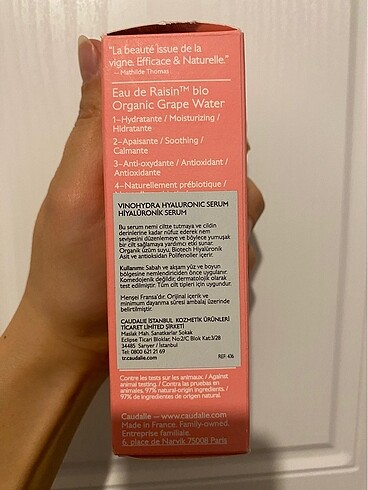 "La beauté issue de la
vigne. Efficace & Naturelle."
— Mathilde Thomas
Eau de Raisin™ bio
Organic Grape Water
1–Hydratante / Moisturizing /
Hidratante
2–Apaisante / Soothing /
Calmante
3–Anti-oxydante / Antioxidant /
Antioxidante
4–Naturellement prébiotique /
VINOHYDRA HYALURONIC SERUM
HİYALÜRONİK SERUM
Bu serum nemi ciltte tutmaya ve cildin
derinlerine kadar nüfuz ederek nem
seviyesini düzenlemeye ve böylece yumuşak
bir cilt sağlamaya yardımcı etki sunar.
Organik üzüm suyu, Biotech Hiyalüronik
Asit ve antioksidan Polifenoller içerir.
Kullanımı: Sabah ve akşam yüz ve boyun
bölgesine nemlendiriciden önce uygulanır.
Komedojenik değildir, dermatolojik olarak
test edilmiştir. Tüm cilt tipleri için uygundur.
Menşei Fransa'dır. Orijinal içerik ve
minimum dayanma süresi ambalaj üzerinde
belirtilmiştir.
CAUDALIE İSTANBUL KOZMETİK ÜRÜNLERİ
TİCARET LİMİTED ŞİRKETİ
Maslak Mah. Sanatkarlar Sokak
Eclipse Ticari Bloklar, No:2/C Blok Kat:3/28
34485 Sarıyer / İstanbul
Tel: 0800 621 21 69
tr.caudalie.com REF: 436
Contre les tests sur les animaux. / Against
animal testing. / Contra las pruebas en
animales. 97% natural-origin ingredients. /
97% de ingredientes de origen natural.
Caudalie — www.caudalie.com
Made in France. Family-owned.
Entreprise familiale.
6, place de Narvik 75008 Paris